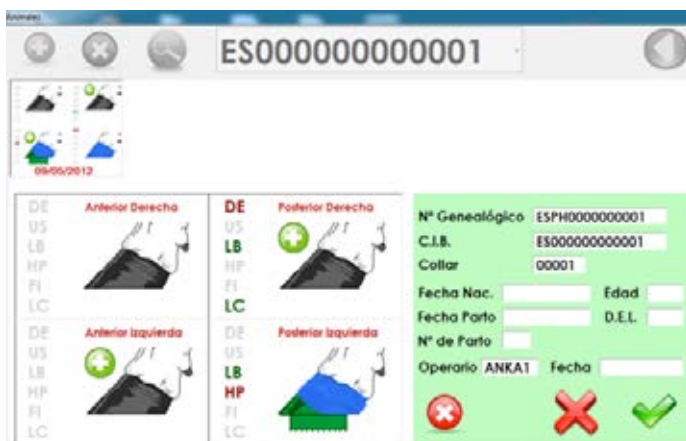 Animales
ES000000000001
09/05/2012
DE
US
LB
HP
FI
LC
Anterior Derecha
DE
US
LB
HP
FI
LC
Posterior Derecha
DE
US
LB
HP
FI
LC
Anterior Izquierda
DE
US
LB
HP
FI
LC
Posterior Izquierda
Nº Genealógico ESPH0000000001
C.I.B. ES000000000001
Collar 00001
Fecha Nac. Edad
Fecha Parto D.E.L.
Nº de Parto
Operario ANKA1 Fecha